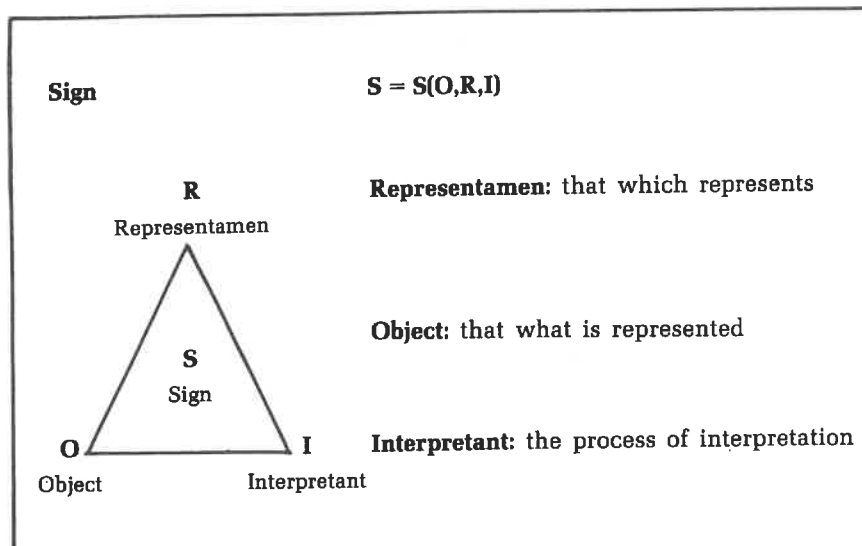 Sign
S = S(O,R,I)
R
Representamen
Representamen: that which represents
S
Sign
Object: that what is represented
O
I
Object
Interpretant
Interpretant: the process of interpretation